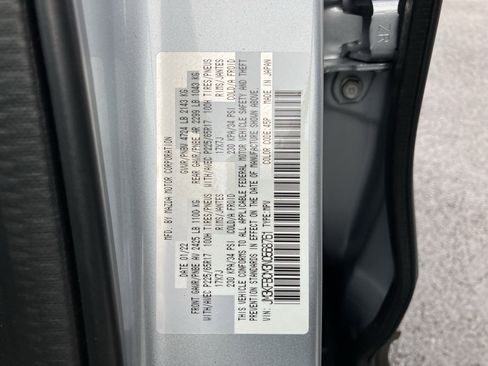 MFD. BY MAZDA MOTOR CORPORATION
01/22 GVWR/PNBV 4724 LB 2143 KG
FRONT GAWR/PNBE AV 2425 LB 1100 KG REAR GAWR/PNBE AR 2299 LB 1043 KG
WITH/AVEC P225/65R17 100H TIRES/PNEUS WITH/AVEC P225/65R17 100H TIRES/PNEUS
17X7J RIMS/JANTES 17X7J RIMS/JANTES
230 KPA/34 PSI COLD/A FROID 230 KPA/34 PSI COLD/A FROID
THIS VEHICLE CONFORMS TO ALL APPLICABLE FEDERAL MOTOR VEHICLE SAFETY AND THEFT
PREVENTION STANDARDS IN EFFECT ON THE DATE OF MANUFACTURE SHOWN ABOVE.
VIN: TYPE:MPV COLOR CODE 45P MADE IN JAPAN
ZR